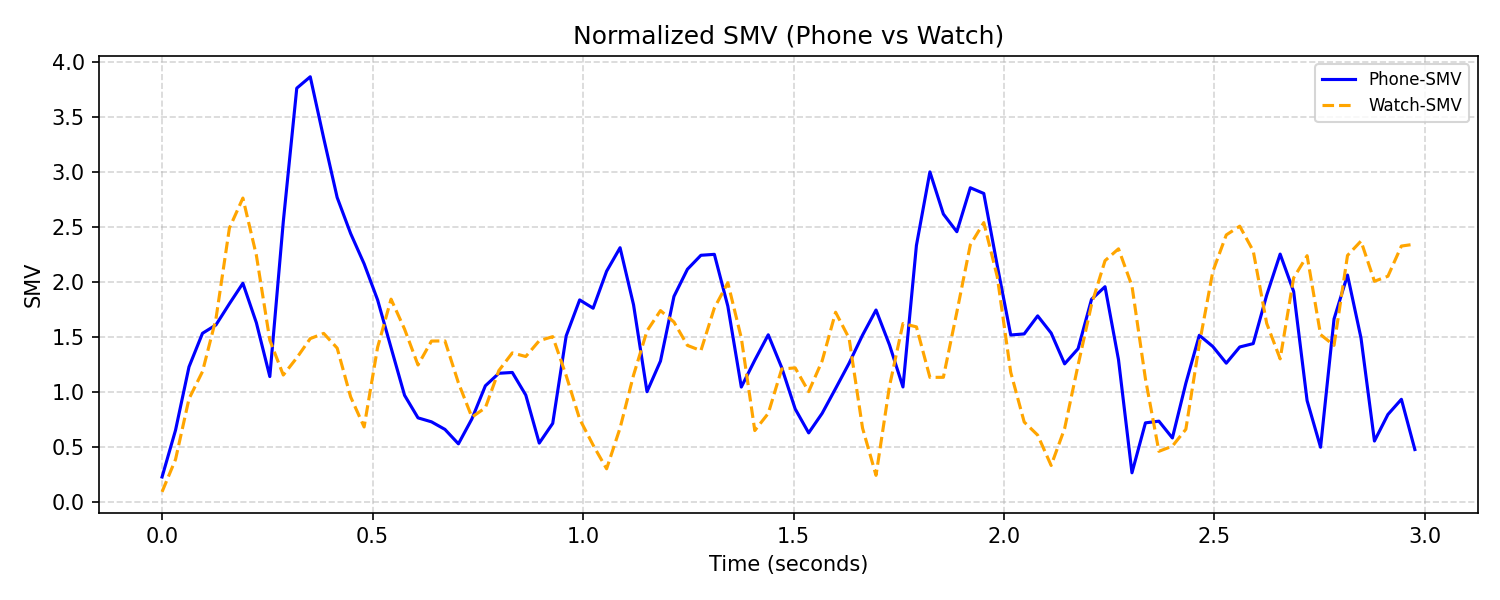 Normalized SMV (Phone vs Watch)
Phone-SMV
Watch-SMV
SMV
4.0
3.5
3.0
2.5
2.0
1.5
1.0
0.5
0.0
0.0 0.5 1.0 1.5 2.0 2.5 3.0
Time (seconds)